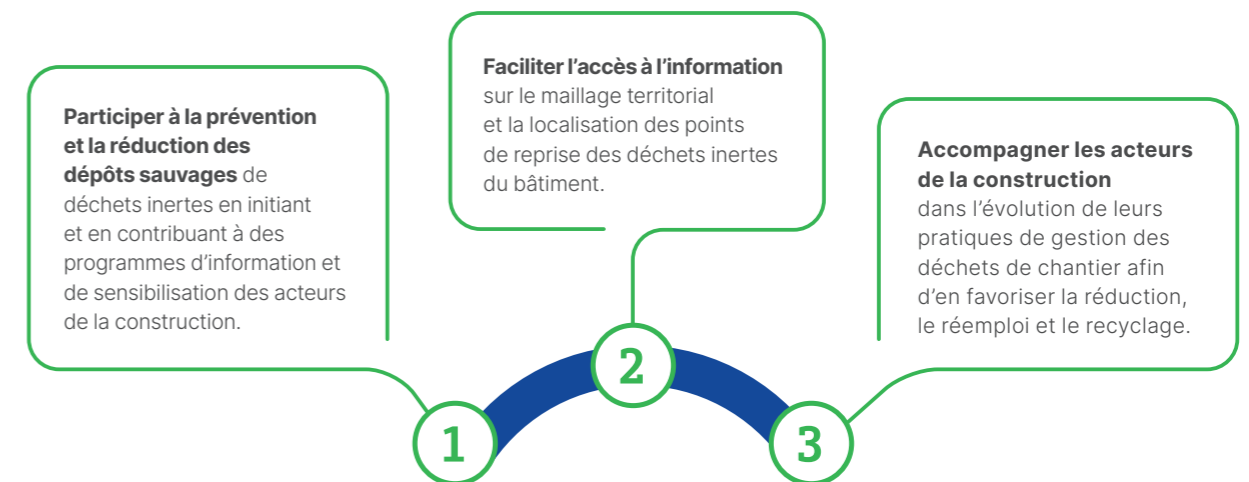 Participer à la prévention
et la réduction des
dépôts sauvages de
déchets inertes en initiant
et en contribuant à des
programmes d’information et
de sensibilisation des acteurs
de la construction.
1
Faciliter l’accès à l’information
sur le maillage territorial
et la localisation des points
de reprise des déchets inertes
du bâtiment.
2
Accompagner les acteurs
de la construction
dans l’évolution de leurs
pratiques de gestion des
déchets de chantier afin
d’en favoriser la réduction,
le réemploi et le recyclage.
3